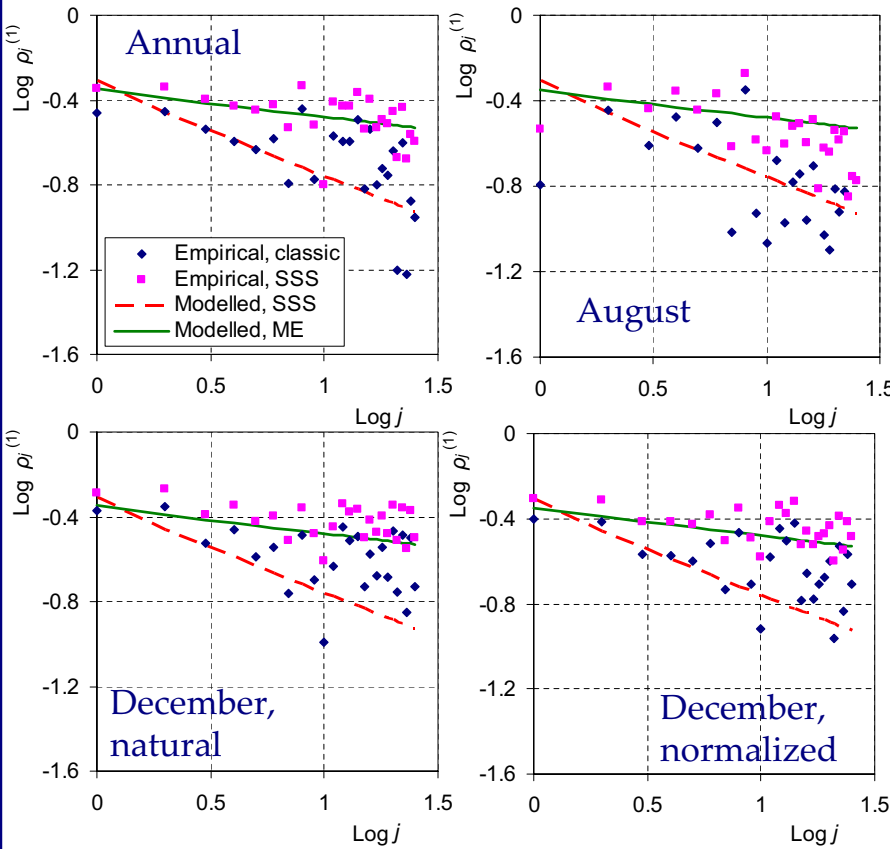 Log ρj (1)
0
-0.4
-0.8
-1.2
-1.6
Annual
Empirical, classic
Empirical, SSS
Modelled, SSS
Modelled, ME
0 0.5 1 1.5
Log j
Log ρj (1)
0
-0.4
-0.8
-1.2
-1.6
August
0 0.5 1 1.5
Log j
Log ρj (1)
0
-0.4
-0.8
-1.2
-1.6
December,
natural
0 0.5 1 1.5
Log j
Log ρj (1)
0
-0.4
-0.8
-1.2
-1.6
December,
normalized
0 0.5 1 1.5
Log j